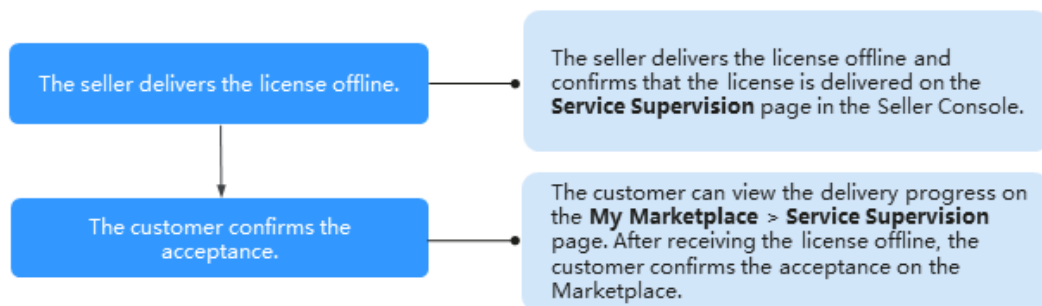 The seller delivers the license offline.
The seller delivers the license offline and
confirms that the license is delivered on the
Service Supervision page in the Seller Console.
The customer confirms the
acceptance.
The customer can view the delivery progress on
the My Marketplace > Service Supervision
page. After receiving the license offline, the
customer confirms the acceptance on the
Marketplace.